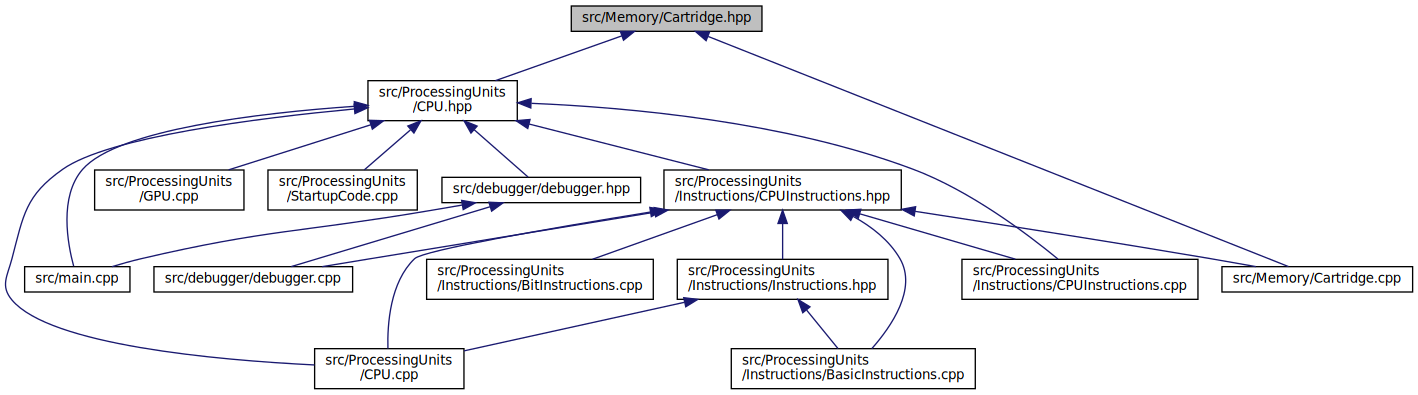 src/Memory/Cartridge.hpp
src/ProcessingUnits
/CPU.hpp
src/ProcessingUnits
/GPU.cpp
src/ProcessingUnits
/StartupCode.cpp
src/debugger/debugger.hpp
src/ProcessingUnits
/Instructions/CPUInstructions.hpp
src/main.cpp
src/debugger/debugger.cpp
src/ProcessingUnits
/Instructions/BitInstructions.cpp
src/ProcessingUnits
/Instructions/Instructions.hpp
src/ProcessingUnits
/Instructions/CPUInstructions.cpp
src/Memory/Cartridge.cpp
src/ProcessingUnits
/CPU.cpp
src/ProcessingUnits
/Instructions/BasicInstructions.cpp